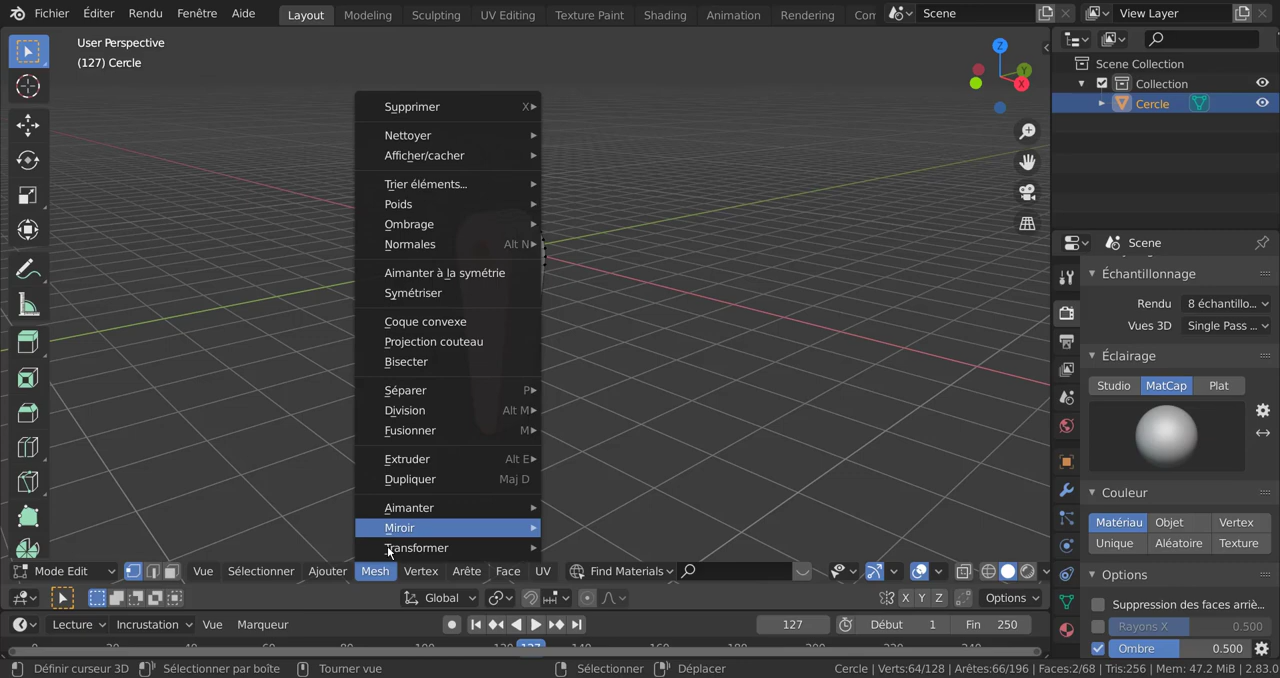 Fichier Éditer Rendu Fenêtre Aide Layout Modeling Sculpting UV Editing Texture Paint Shading Animation Rendering Com Scene View Layer
User Perspective
(127) Cercle
Z
Y
X
Supprimer X
Nettoyer
Afficher/cacher
Trier éléments...
Poids
Ombrage
Normales Alt N
Aimanter à la symétrie
Symétriser
Coque convexe
Projection couteau
Bisecter
Séparer P
Division Alt M
Fusionner M
Extruder Alt E
Dupliquer Maj D
Aimanter
Miroir
Transformer
Scene Collection
Collection
Cercle
Scene
Échantillonnage
Rendu 8 échantillo...
Vues 3D Single Pass ...
Éclairage
Studio MatCap Plat
Couleur
Matériau Objet Vertex
Unique Aléatoire Texture
Options
Suppression des faces arriè...
Rayons X 0.500
Ombre 0.500
Mode Edit Vue Sélectionner Ajouter Mesh Vertex Arête Face UV Find Materials
Global X Y Z Options
Lecture Incrustation Vue Marqueur 127 Début 1 Fin 250
0 20 40 60 80 100 120 127 140 160 180 200 220 240
Définir curseur 3D Sélectionner par boîte Tourner vue Sélectionner Déplacer Cercle | Verts:64/128 | Arêtes:66/196 | Faces:2/68 | Tris:256 | Mem: 47.2 MiB | 2.83.0